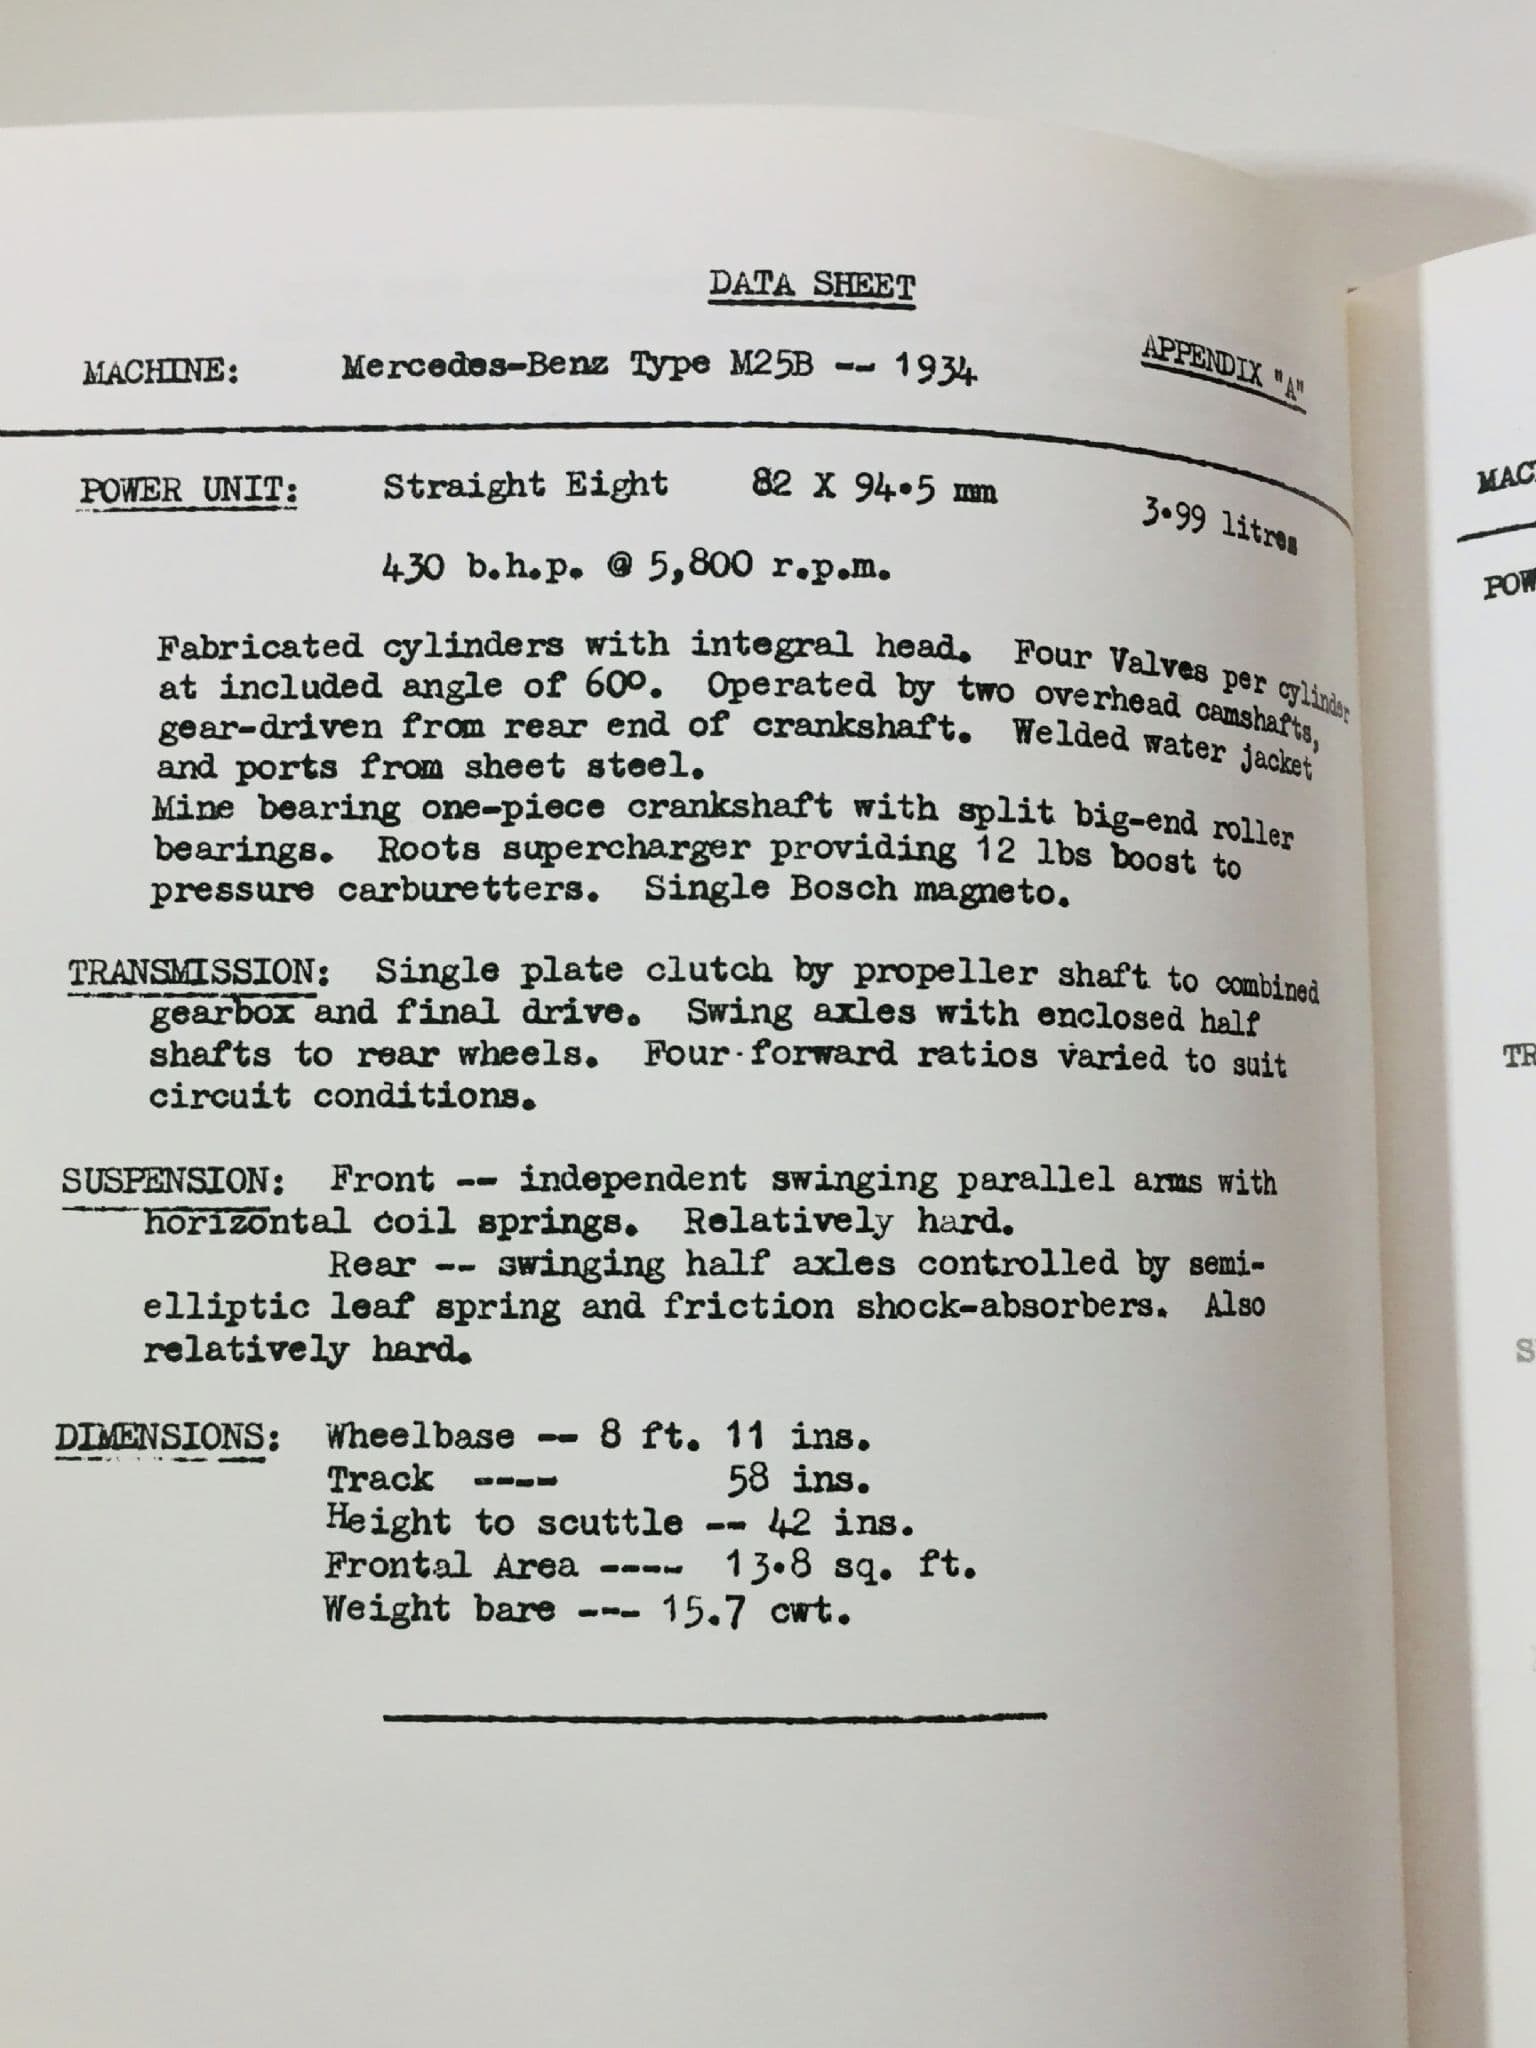 DATA SHEET
APPENDIX "A"
MACHINE: Mercedes-Benz Type M25B -- 1934
POWER UNIT: Straight Eight 82 X 94.5 mm 3.99 litres
430 b.h.p. @ 5,800 r.p.m.
Fabricated cylinders with integral head. Four Valves per cylinder
at included angle of 60º. Operated by two overhead camshafts,
gear-driven from rear end of crankshaft. Welded water jacket
and ports from sheet steel.
Mine bearing one-piece crankshaft with split big-end roller
bearings. Roots supercharger providing 12 lbs boost to
pressure carburetters. Single Bosch magneto.
TRANSMISSION: Single plate clutch by propeller shaft to combined
gearbox and final drive. Swing axles with enclosed half
shafts to rear wheels. Four forward ratios varied to suit
circuit conditions.
SUSPENSION: Front -- independent swinging parallel arms with
horizontal coil springs. Relatively hard.
Rear -- swinging half axles controlled by semi-
elliptic leaf spring and friction shock-absorbers. Also
relatively hard.
DIMENSIONS: Wheelbase -- 8 ft. 11 ins.
Track ---- 58 ins.
Height to scuttle -- 42 ins.
Frontal Area ---- 13.8 sq. ft.
Weight bare --- 15.7 cwt.
MAC
POW
TR
S